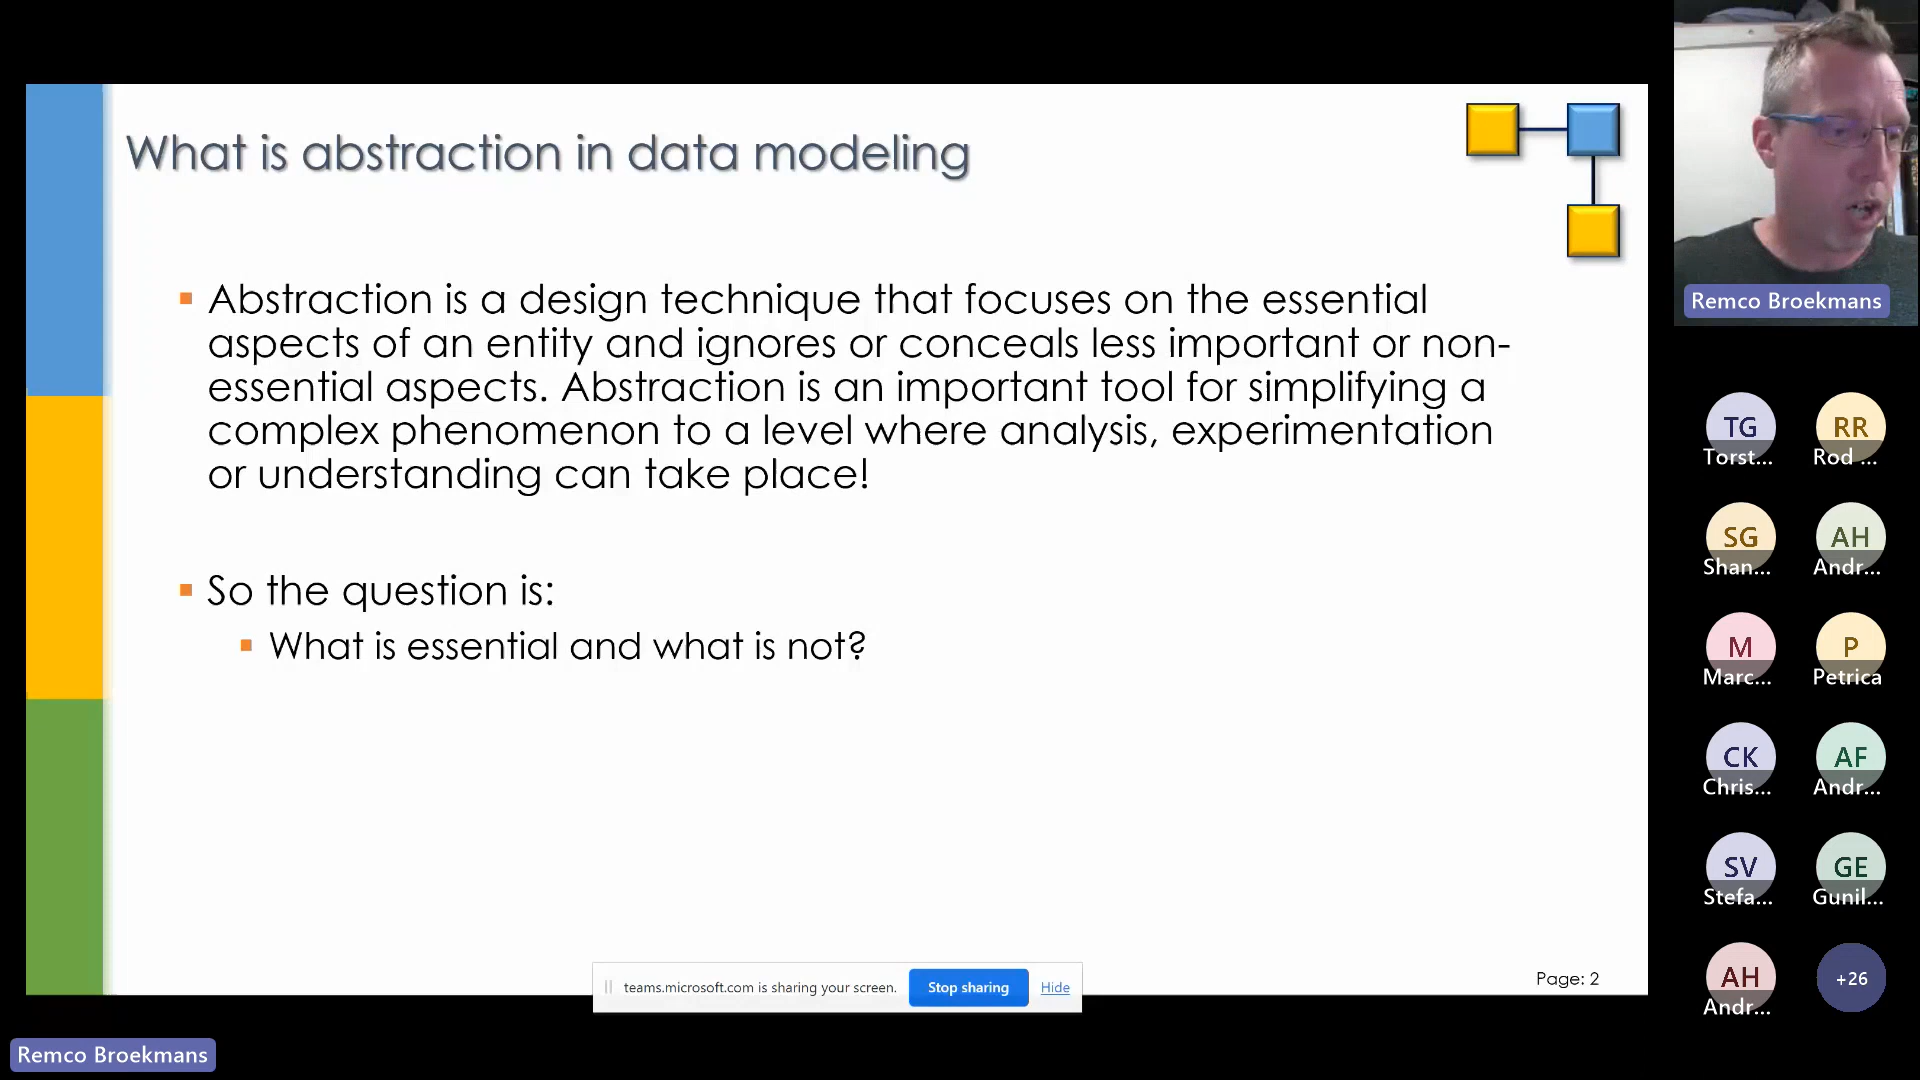 What is abstraction in data modeling
Abstraction is a design technique that focuses on the essential
aspects of an entity and ignores or conceals less important or non-
essential aspects. Abstraction is an important tool for simplifying a
complex phenomenon to a level where analysis, experimentation
or understanding can take place!
So the question is:
What is essential and what is not?
teams.microsoft.com is sharing your screen.
Stop sharing
Hide
Page: 2
Remco Broekmans
Remco Broekmans
TG
Torst...
RR
Rod ...
SG
Shan...
AH
Andr...
M
Marc...
P
Petrica
CK
Chris...
AF
Andr...
SV
Stefa...
GE
Gunil...
AH
Andr...
+26